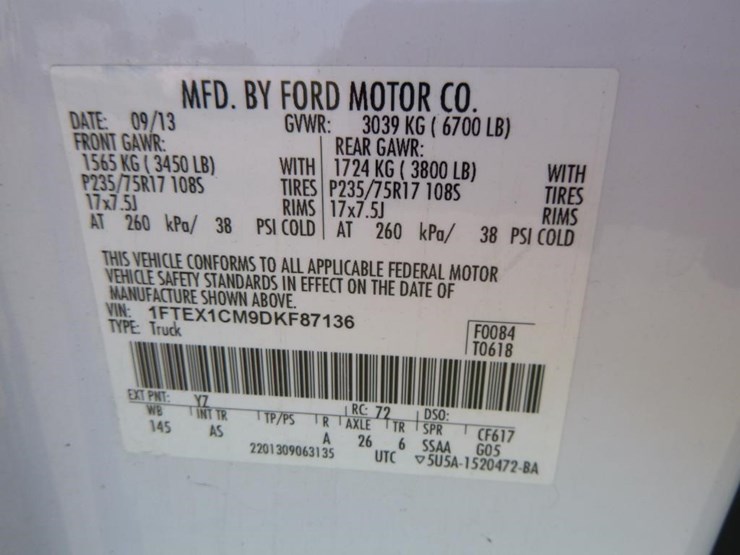 MFD. BY FORD MOTOR CO.
DATE: 09/13 GVWR: 3039 KG ( 6700 LB)
FRONT GAWR: REAR GAWR:
1565 KG ( 3450 LB) WITH 1724 KG ( 3800 LB) WITH
P235/75R17 108S TIRES P235/75R17 108S TIRES
17x7.5J RIMS 17x7.5J RIMS
AT 260 kPa/ 38 PSI COLD AT 260 kPa/ 38 PSI COLD
THIS VEHICLE CONFORMS TO ALL APPLICABLE FEDERAL MOTOR
VEHICLE SAFETY STANDARDS IN EFFECT ON THE DATE OF
MANUFACTURE SHOWN ABOVE.
VIN: 1FTEX1CM9DKF87136 F0084
TYPE: Truck T0618
EXT PNT: YZ RC: 72 DSO:
WB INT TR TP/PS R AXLE TR SPR CF617
145 AS A 26 6 SSAA G05
2201309063135 UTC ▽5U5A-1520472-BA